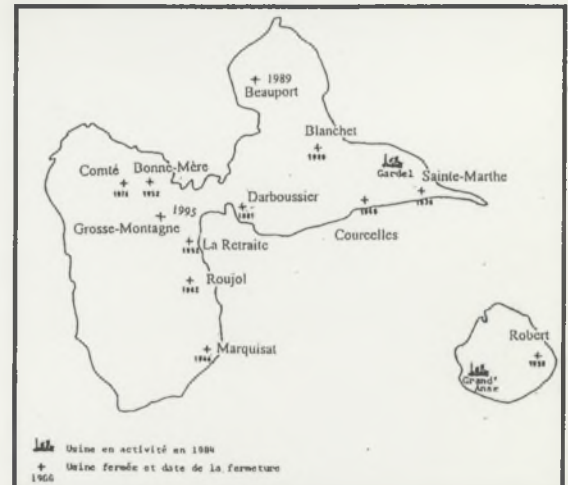 1989
Beauport
Blanchet
Gardel
Sainte-Marthe
Comté
Bonne-Mère
1952
Darboussier
1995
Grosse-Montagne
Courcelles
La Retraite
Roujol
Robert
Marquisat
Grand'
Anse
Usine en activité en 1984
Usine fermée et date de la fermeture
1966